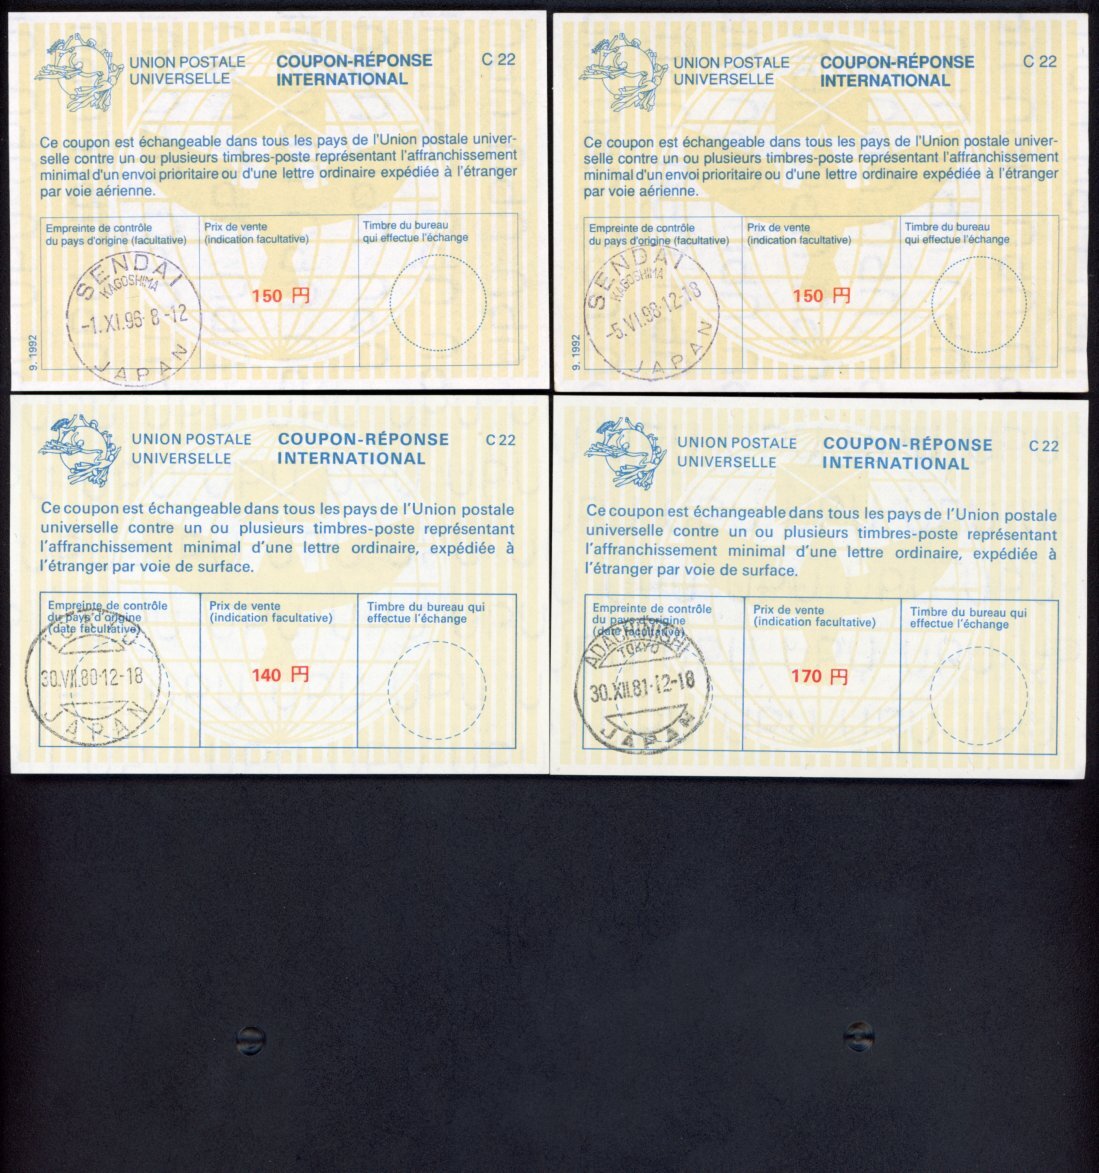 UNION POSTALE
UNIVERSELLE
COUPON-RÉPONSE
INTERNATIONAL
C 22
Ce coupon est échangeable dans tous les pays de l'Union postale univer-
selle contre un ou plusieurs timbres-poste représentant l'affranchissement
minimal d'un envoi prioritaire ou d'une lettre ordinaire expédiée à l'étranger
par voie aérienne.
Empreinte de contrôle
du pays d'origine (facultative)
Prix de vente
(indication facultative)
Timbre du bureau
qui effectue l'échange
SENDAI
KAGOSHIMA
-1.XI.96-8-12
JAPAN
150 円
9. 1992
UNION POSTALE
UNIVERSELLE
COUPON-RÉPONSE
INTERNATIONAL
C 22
Ce coupon est échangeable dans tous les pays de l'Union postale univer-
selle contre un ou plusieurs timbres-poste représentant l'affranchissement
minimal d'un envoi prioritaire ou d'une lettre ordinaire expédiée à l'étranger
par voie aérienne.
Empreinte de contrôle
du pays d'origine (facultative)
Prix de vente
(indication facultative)
Timbre du bureau
qui effectue l'échange
SENDAI
KAGOSHIMA
-5.VI.98-12-18
JAPAN
150 円
9. 1992
UNION POSTALE
UNIVERSELLE
COUPON-RÉPONSE
INTERNATIONAL
C 22
Ce coupon est échangeable dans tous les pays de l'Union postale
universelle contre un ou plusieurs timbres-poste représentant
l'affranchissement minimal d'une lettre ordinaire, expédiée à
l'étranger par voie de surface.
Empreinte de contrôle
du pays d'origine
(date facultative)
Prix de vente
(indication facultative)
Timbre du bureau qui
effectue l'échange
TOKYO
30.VII.80-12-18
JAPAN
140 円
UNION POSTALE
UNIVERSELLE
COUPON-RÉPONSE
INTERNATIONAL
C 22
Ce coupon est échangeable dans tous les pays de l'Union postale
universelle contre un ou plusieurs timbres-poste représentant
l'affranchissement minimal d'une lettre ordinaire, expédiée à
l'étranger par voie de surface.
Empreinte de contrôle
du pays d'origine
(date facultative)
Prix de vente
(indication facultative)
Timbre du bureau qui
effectue l'échange
ADACHINISHI
TOKYO
30.XII.81-12-18
JAPAN
170 円